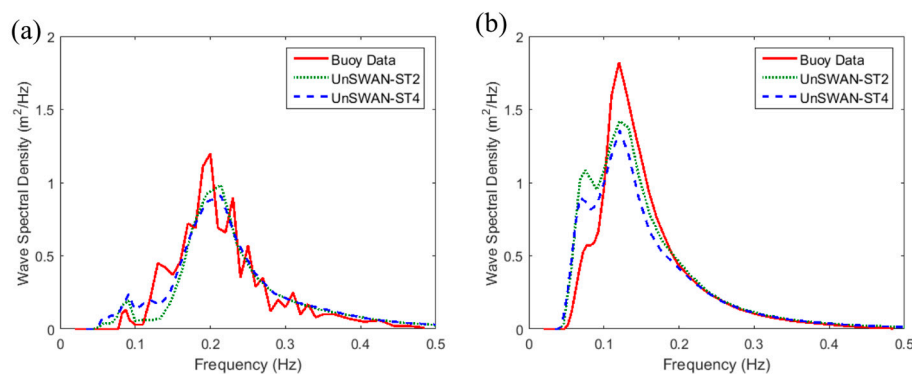 (a)
2
1.5
1
0.5
0
Wave Spectral Density (m²/Hz)
Buoy Data
UnSWAN-ST2
UnSWAN-ST4
0 0.1 0.2 0.3 0.4 0.5
Frequency (Hz)
(b)
2
1.5
1
0.5
0
Wave Spectral Density (m²/Hz)
Buoy Data
UnSWAN-ST2
UnSWAN-ST4
0 0.1 0.2 0.3 0.4 0.5
Frequency (Hz)